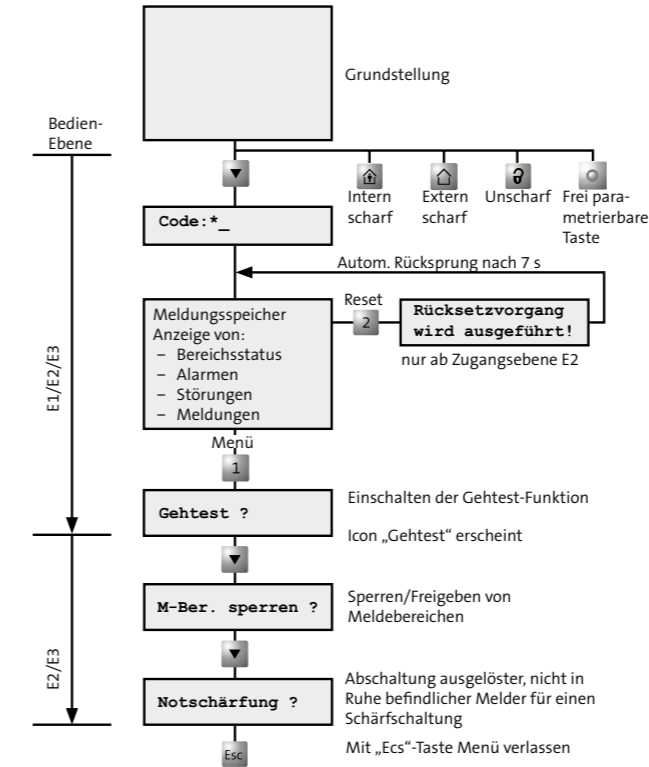 Grundstellung
Bedien-
Ebene
Intern
scharf
Extern
scharf
Unscharf
Frei para-
metrierbare
Taste
Code:*_
Autom. Rücksprung nach 7 s
Meldungsspeicher
Anzeige von:
– Bereichsstatus
– Alarmen
– Störungen
– Meldungen
Reset
2
Rücksetzvorgang
wird ausgeführt!
nur ab Zugangsebene E2
E1/E2/E3
Menü
1
Gehtest ?
Einschalten der Gehtest-Funktion
Icon „Gehtest“ erscheint
M-Ber. sperren ?
Sperren/Freigeben von
Meldebereichen
E2/E3
Notschärfung ?
Abschaltung ausgelöster, nicht in
Ruhe befindlicher Melder für einen
Schärfschaltung
Esc
Mit „Ecs“-Taste Menü verlassen